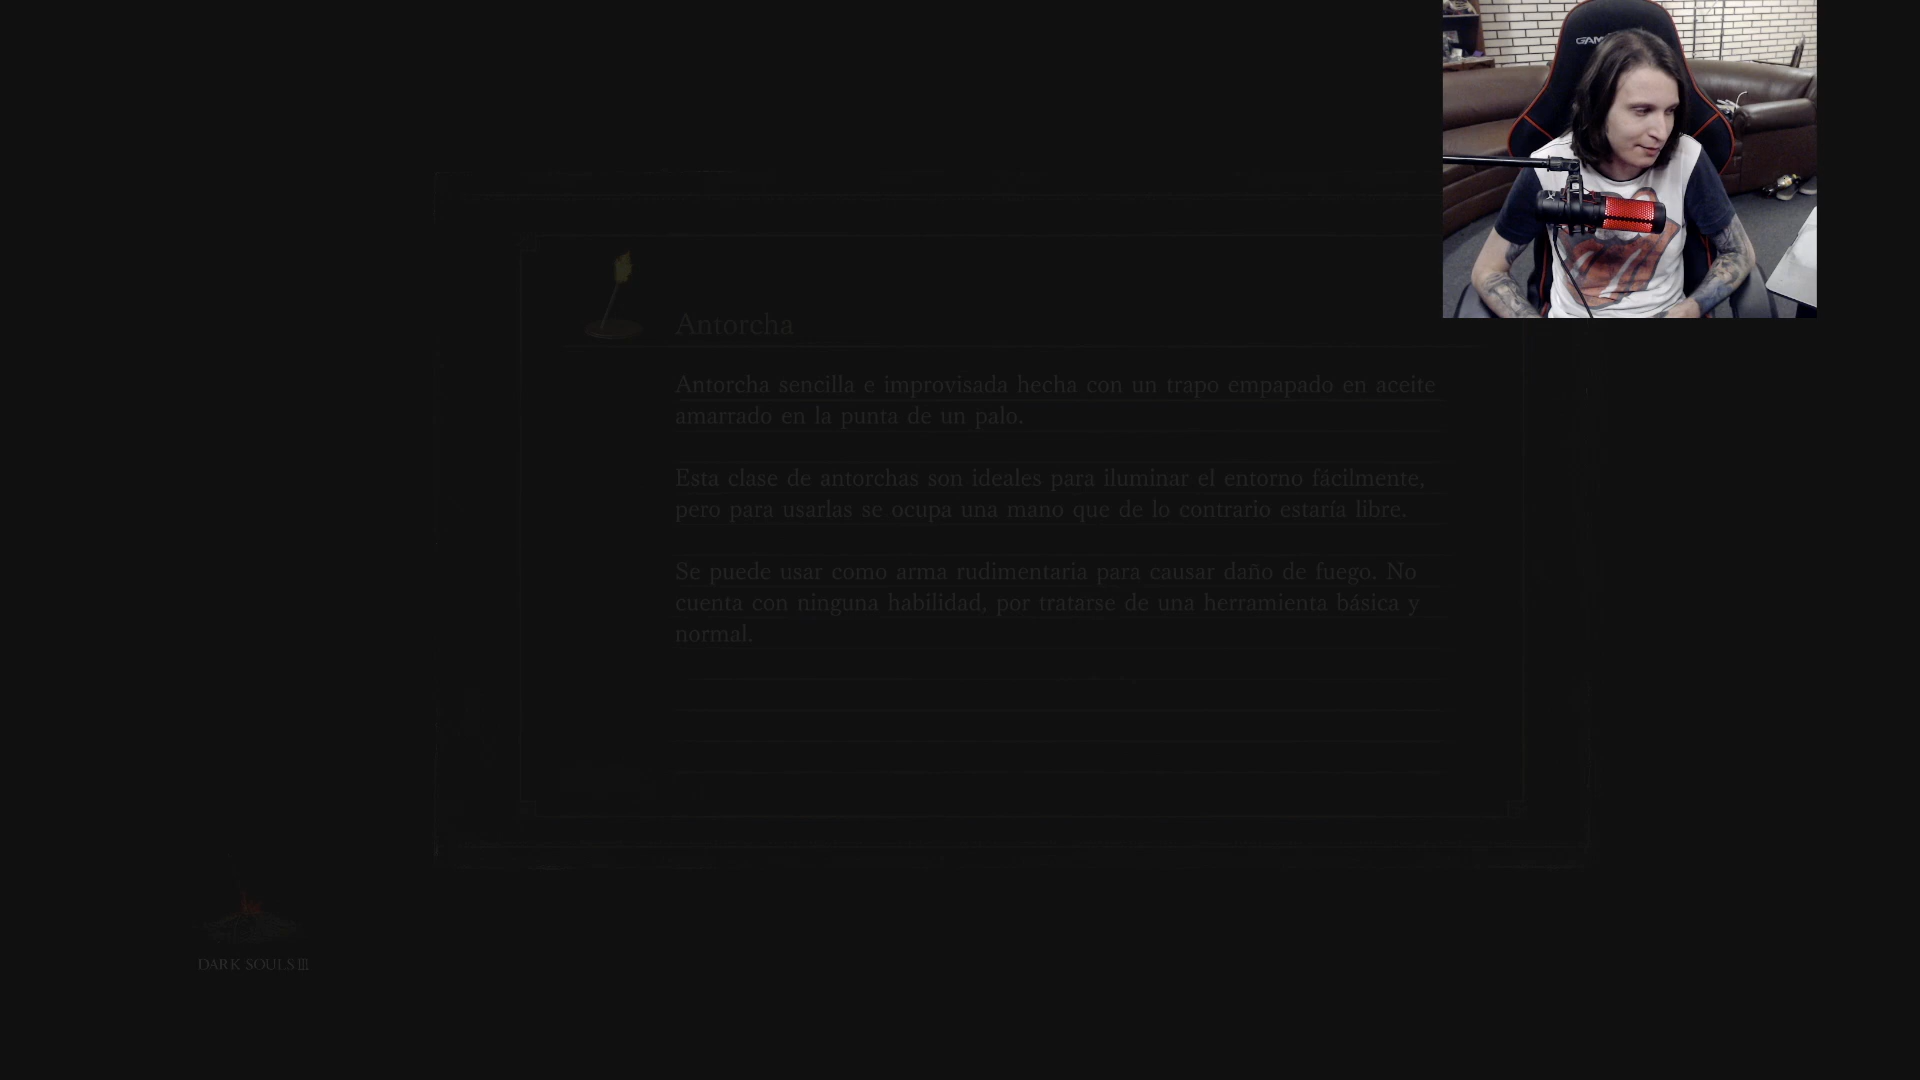 GAM
Antorcha
Antorcha sencilla e improvisada hecha con un trapo empapado en aceite
amarrado en la punta de un palo.
Esta clase de antorchas son ideales para iluminar el entorno fácilmente,
pero para usarlas se ocupa una mano que de lo contrario estaría libre.
Se puede usar como arma rudimentaria para causar daño de fuego. No
cuenta con ninguna habilidad, por tratarse de una herramienta básica y
normal.
DARK SOULS III